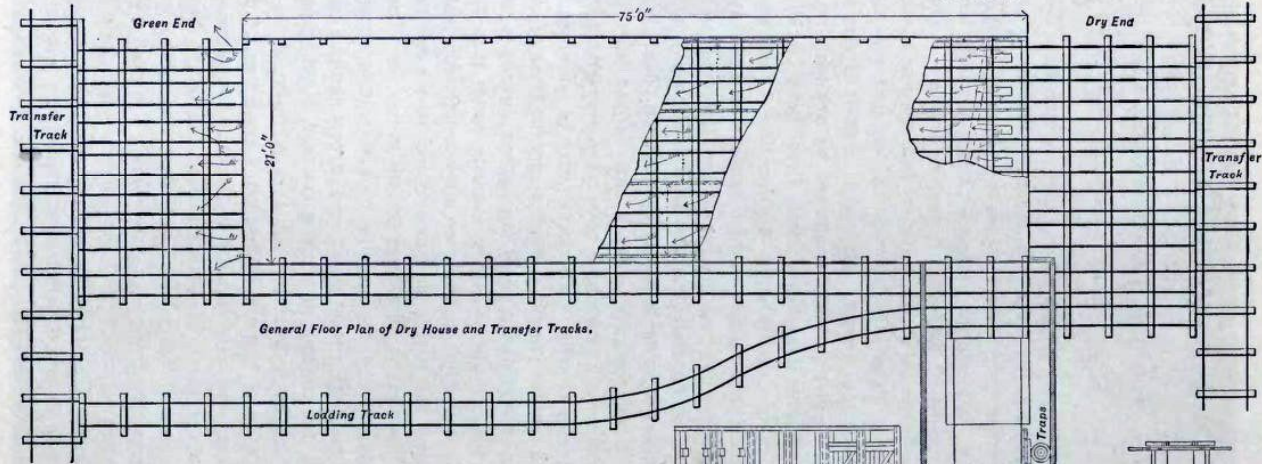 Green End
75'0"
Dry End
Transfer
Track
21'-0"
Transfer
Track
General Floor Plan of Dry House and Transfer Tracks.
Loading Track
Traps